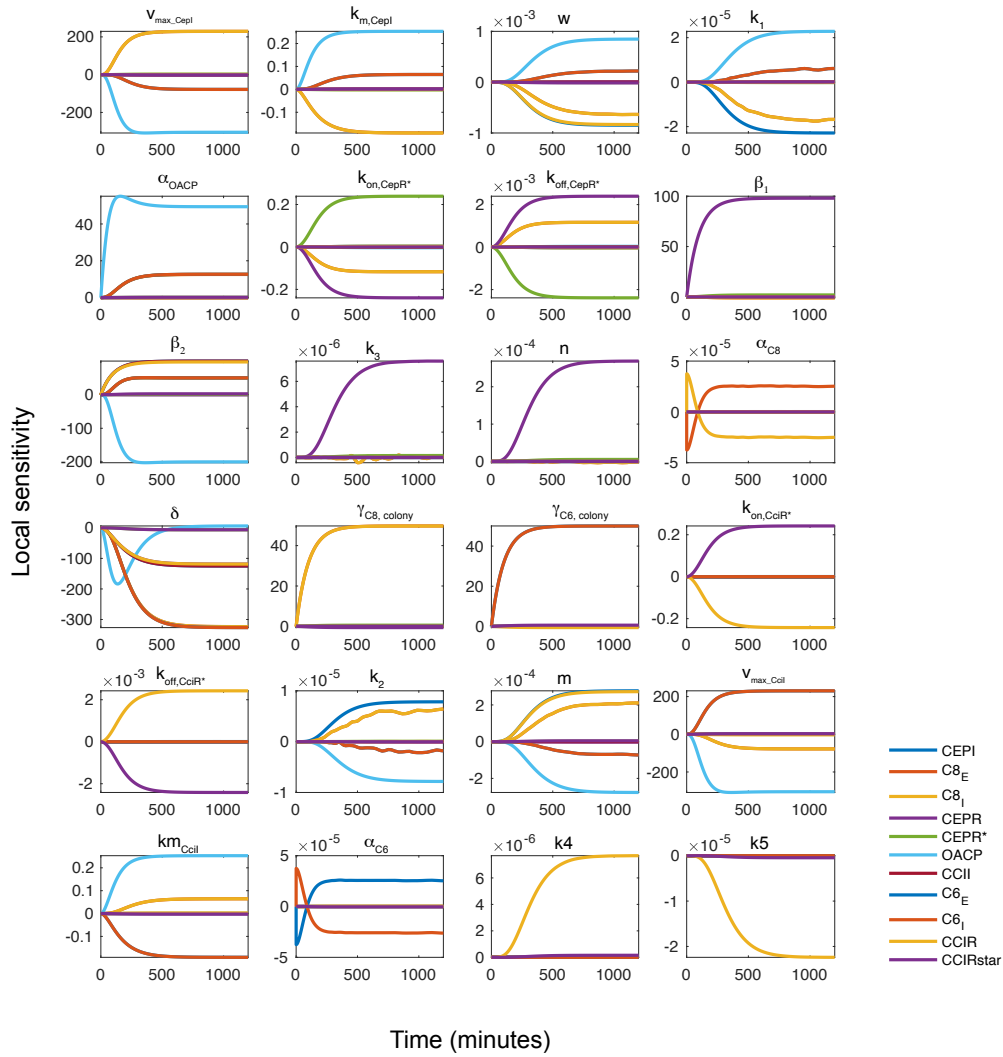 v_max_CepI
200
0
-200
0 500 1000
k_m,CepI
0.2
0.1
0
-0.1
0 500 1000
w
×10^-3
1
0
-1
0 500 1000
k_1
×10^-5
2
0
-2
0 500 1000
α_OACP
40
20
0
0 500 1000
k_on,CepR*
0.2
0
-0.2
0 500 1000
k_off,CepR*
×10^-3
2
0
-2
0 500 1000
β_1
100
50
0
0 500 1000
β_2
0
-100
-200
0 500 1000
k_3
×10^-6
6
4
2
0
0 500 1000
n
×10^-4
2
1
0
0 500 1000
α_C8
×10^-5
5
0
-5
0 500 1000
Local sensitivity
δ
0
-100
-200
-300
0 500 1000
γ_C8, colony
40
20
0
0 500 1000
γ_C6, colony
40
20
0
0 500 1000
k_on,CciR*
0.2
0
-0.2
0 500 1000
k_off,CciR*
×10^-3
2
0
-2
0 500 1000
k_2
×10^-5
1
0
-1
0 500 1000
m
×10^-4
2
0
-2
0 500 1000
v_max_CciI
200
0
-200
0 500 1000
km_CciI
0.2
0.1
0
-0.1
0 500 1000
α_C6
×10^-5
5
0
-5
0 500 1000
k4
×10^-6
6
4
2
0
0 500 1000
k5
×10^-5
0
-1
-2
0 500 1000
CEPI
C8_E
C8_I
CEPR
CEPR*
OACP
CCII
C6_E
C6_I
CCIR
CCIRstar
Time (minutes)